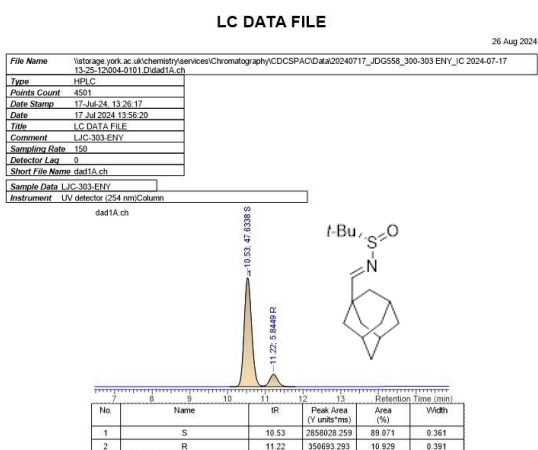 LC DATA FILE
26 Aug 2024
File Name \\storage.york.ac.uk\chemistry\services\Chromatography\CDCSPAC\Data\20240717_JDG558_300-303 ENY_IC 2024-07-17
13-25-12\004-0101.D\dad1A.ch
Type HPLC
Points Count 4501
Date Stamp 17-Jul-24, 13:26:17
Date 17 Jul 2024 13:56:20
Title LC DATA FILE
Comment LJC-303-ENY
Sampling Rate 150
Detector Lag 0
Short File Name dad1A.ch
Sample Data LJC-303-ENY
Instrument UV detector (254 nm)Column
dad1A.ch
10.53; 47.6338 S
11.22; 5.8449 R
t-Bu
S
O
N
7 8 9 10 11 12 13 Retention Time (min)
No. Name tR Peak Area (Y units*ms) Area (%) Width
1 S 10.53 2858028.259 89.071 0.361
2 R 11.22 350693.293 10.929 0.391